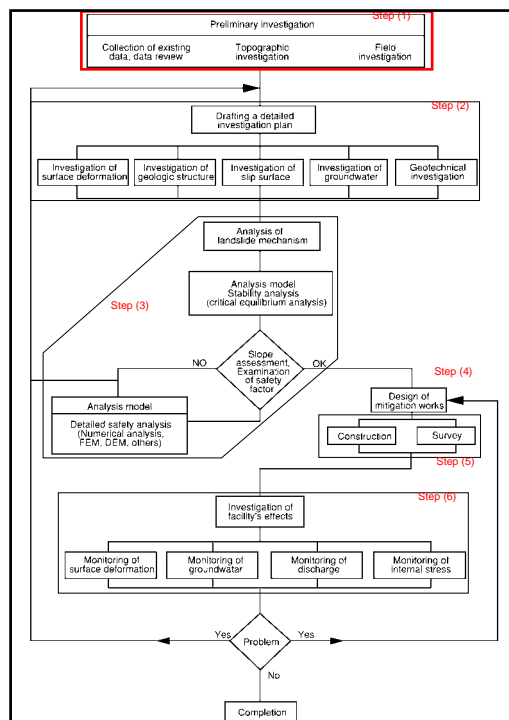 Step (1)
Preliminary investigation
Collection of existing
data, data review
Topographic
investigation
Fielo
investigation
Step (2)
Drafting a detailed
investigation plan
Investigation of
surface deformation
Investigation of
geologic structure
Investigation of
slip surface
Investigation of
groundwater
Geotechnical
investigation
Analysis of
landslide mechanism
Analysis model
Stability analysis
(critical equilibrium analysis)
Step (3)
NO
Slope
assessment,
Examination
of safety
factor
OK
Step (4)
Analysis model
Detailed safety analysis
(Numerical analysis,
FEM, DEM, others)
Design of
mitigation works
Construction
Survey
Step (5)
Step (6)
Investigation of
facility's effects
Monitoring of
surface deformation
Monitoring of
groundwatar
Monitoring of
discharge
Monitoring of
internal stress
Yes
Problem
Yes
No
Completion